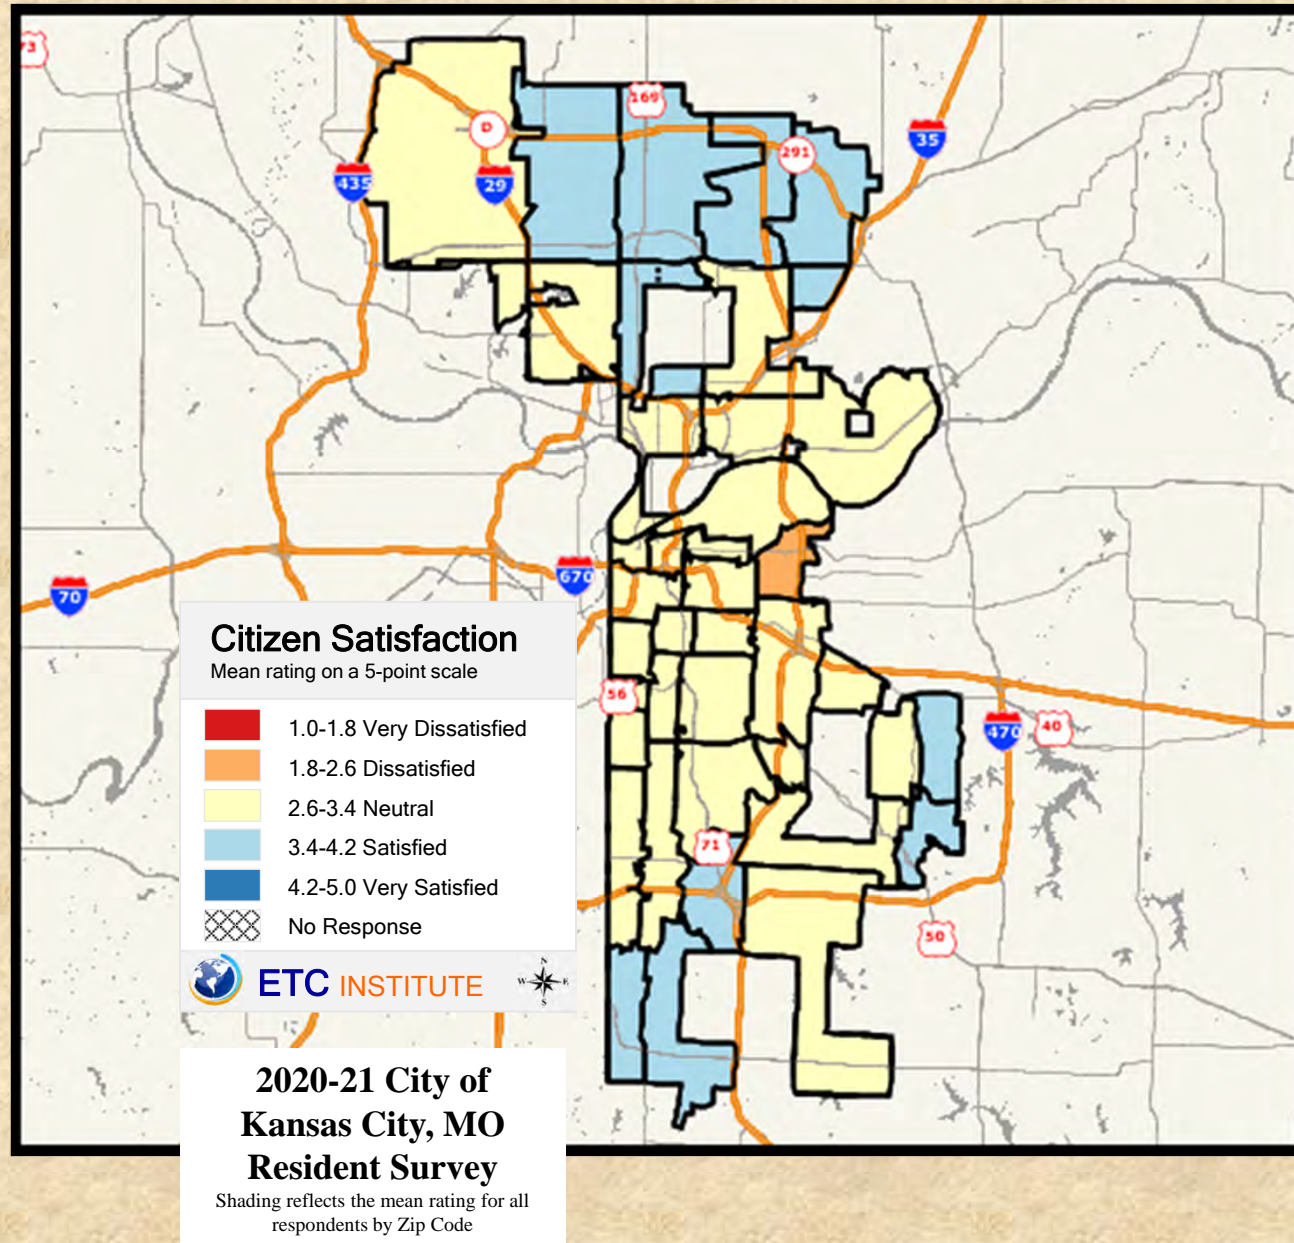 73
169
D
291
35
435
29
70
670
56
470
40
71
50
Citizen Satisfaction
Mean rating on a 5-point scale
1.0-1.8 Very Dissatisfied
1.8-2.6 Dissatisfied
2.6-3.4 Neutral
3.4-4.2 Satisfied
4.2-5.0 Very Satisfied
No Response
ETC INSTITUTE
N
W E
S
2020-21 City of
Kansas City, MO
Resident Survey
Shading reflects the mean rating for all
respondents by Zip Code